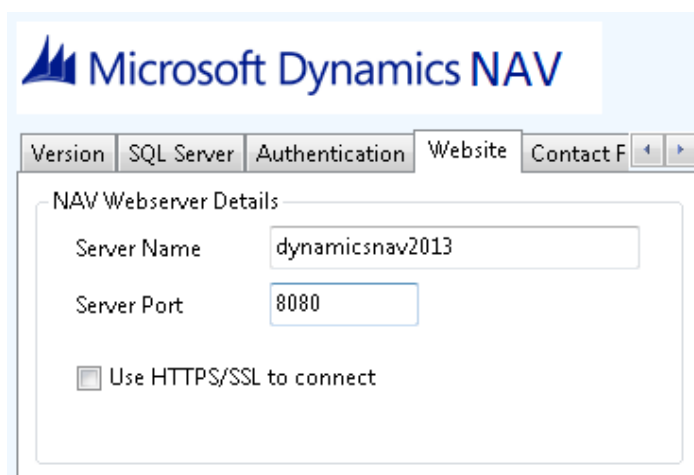 Microsoft Dynamics NAV
Version SQL Server Authentication Website Contact F
NAV Webserver Details
Server Name dynamicsnav2013
Server Port 8080
Use HTTPS/SSL to connect